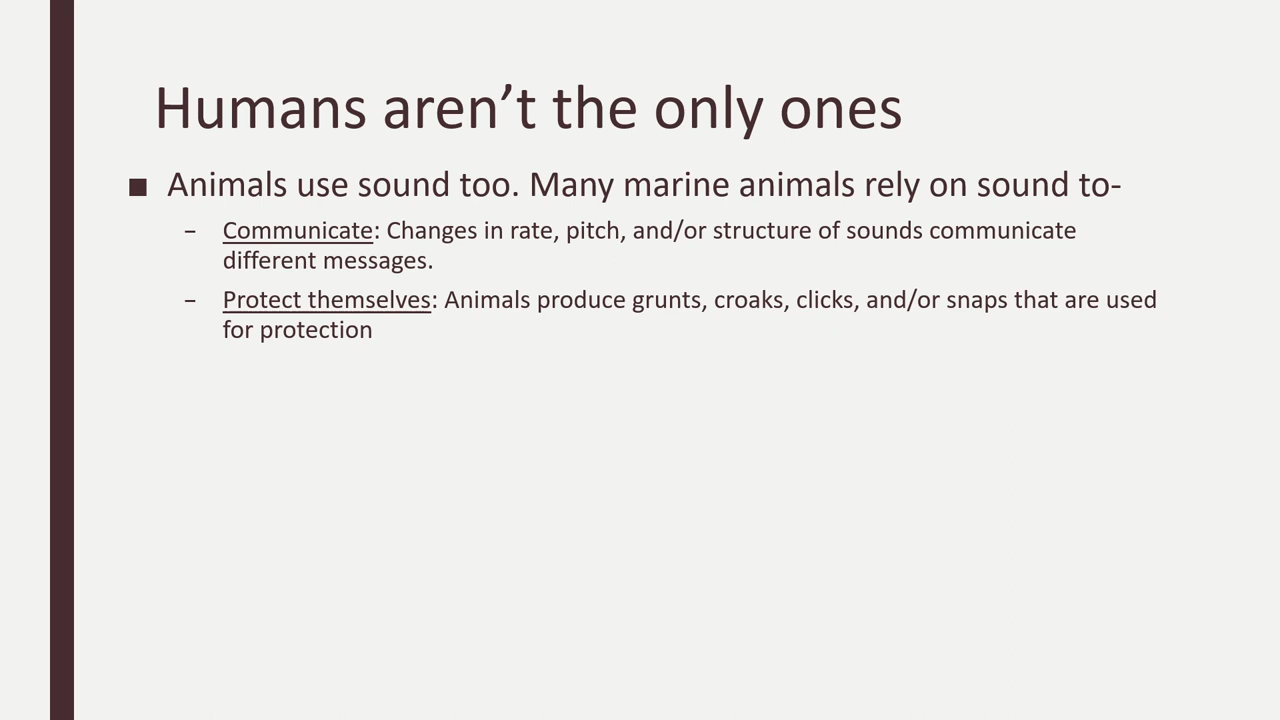 Humans aren’t the only ones
■ Animals use sound too. Many marine animals rely on sound to-
– Communicate: Changes in rate, pitch, and/or structure of sounds communicate
different messages.
– Protect themselves: Animals produce grunts, croaks, clicks, and/or snaps that are used
for protection